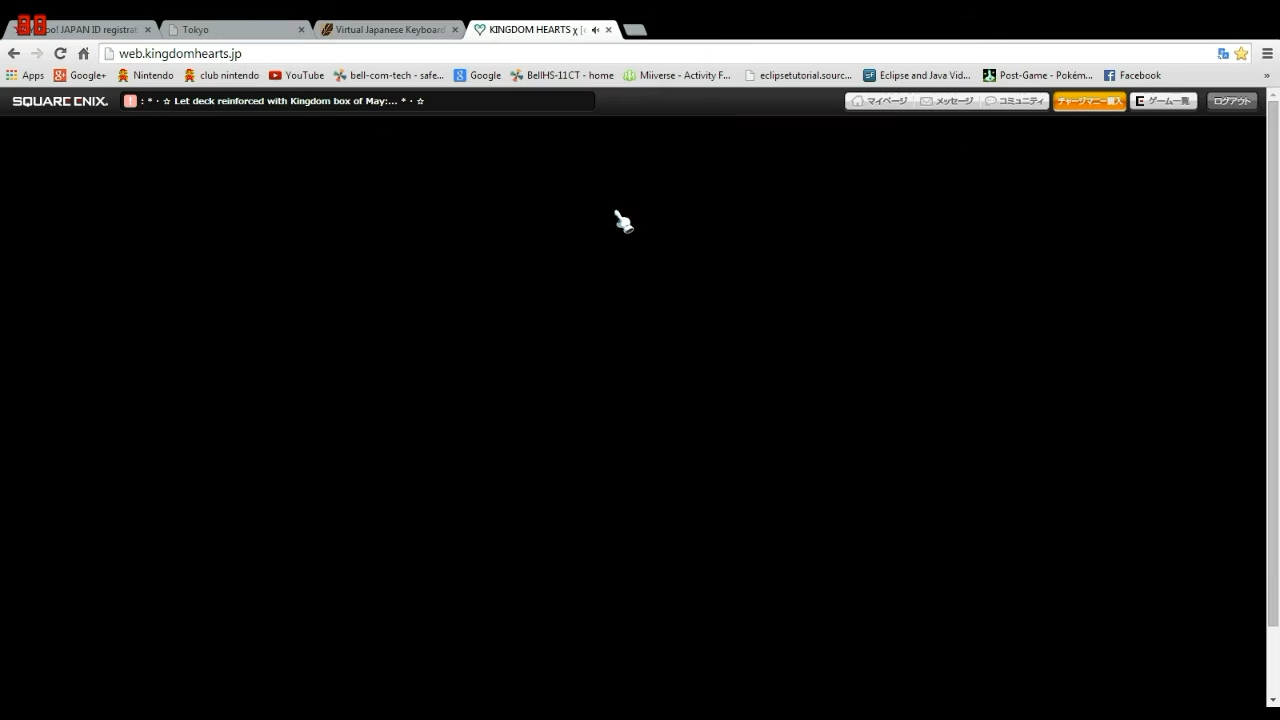 ool JAPAN ID registrat
Tokyo
Virtual Japanese Keyboard
KINGDOM HEARTS χ [
web.kingdomhearts.jp
Apps
Google+
Nintendo
club nintendo
YouTube
bell-com-tech - safe...
Google
BellHS-11CT - home
Miiverse - Activity F...
eclipsetutorial.sourc...
Eclipse and Java Vid...
Post-Game - Pokém...
Facebook
»
SQUARE ENIX.
: * ・ ☆ Let deck reinforced with Kingdom box of May:... * ・ ☆
マイページ
メッセージ
コミュニティ
チャージマニー購入
ゲーム一覧
ログアウト